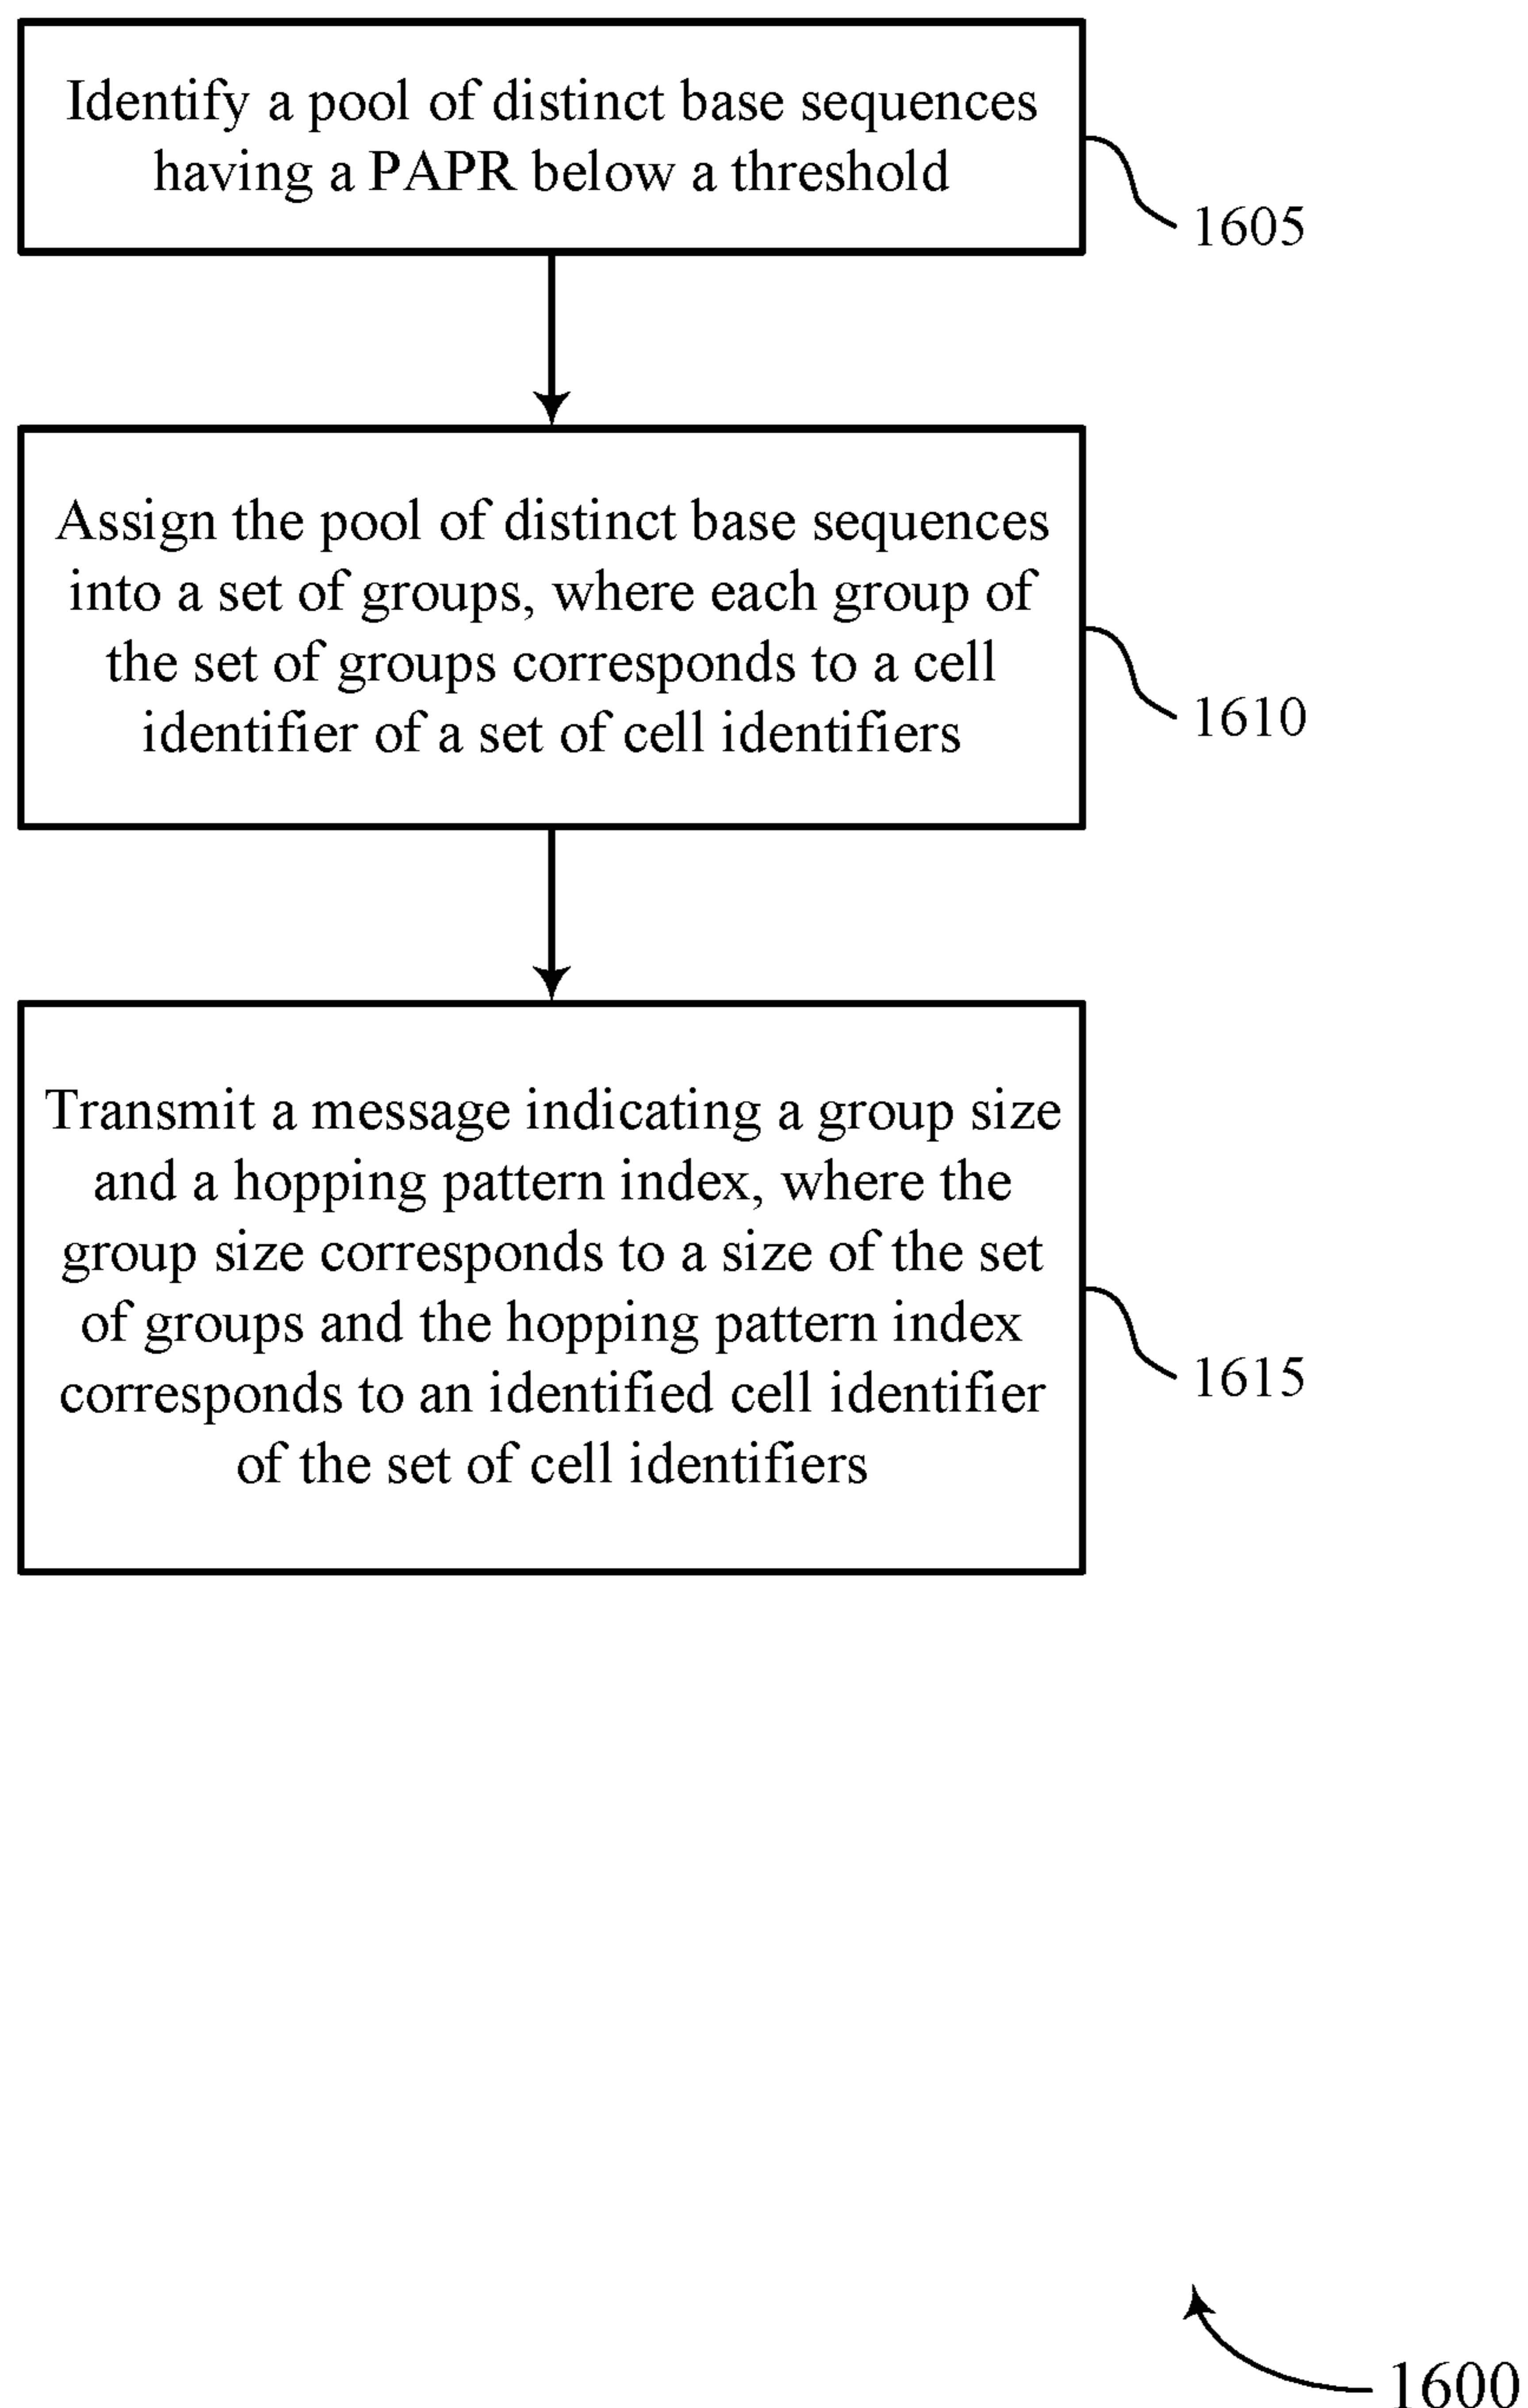 Identify a pool of distinct base sequences
having a PAPR below a threshold
1605
Assign the pool of distinct base sequences
into a set of groups, where each group of
the set of groups corresponds to a cell
identifier of a set of cell identifiers
1610
Transmit a message indicating a group size
and a hopping pattern index, where the
group size corresponds to a size of the set
of groups and the hopping pattern index
corresponds to an identified cell identifier
of the set of cell identifiers
1615
1600